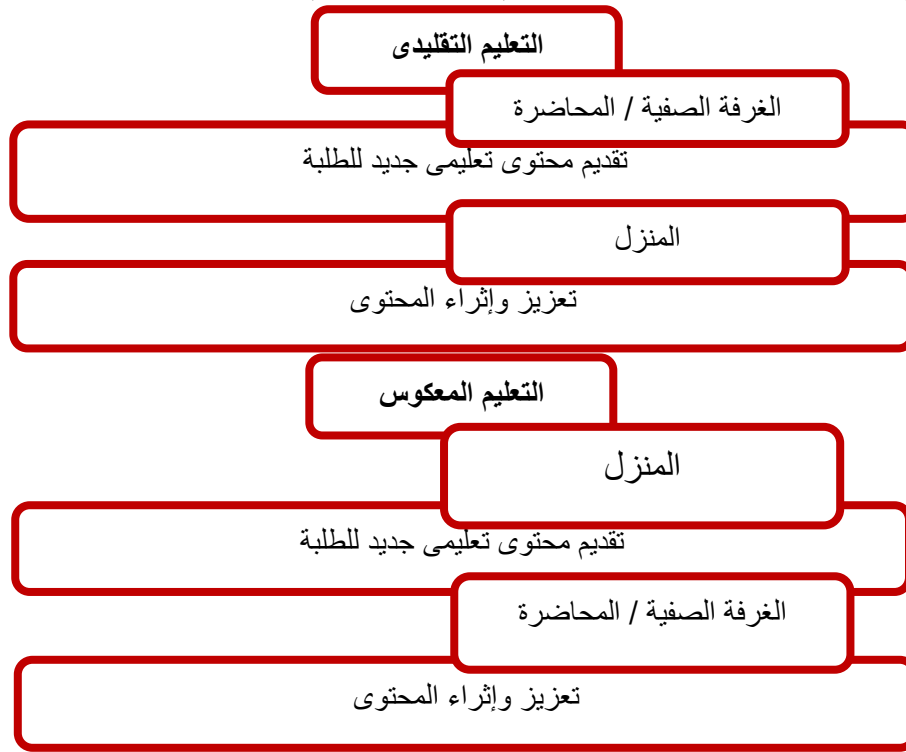 التعليم التقليدى
الغرفة الصفية / المحاضرة
تقديم محتوى تعليمى جديد للطلبة
المنزل
تعزيز وإثراء المحتوى
التعليم المعكوس
المنزل
تقديم محتوى تعليمى جديد للطلبة
الغرفة الصفية / المحاضرة
تعزيز وإثراء المحتوى